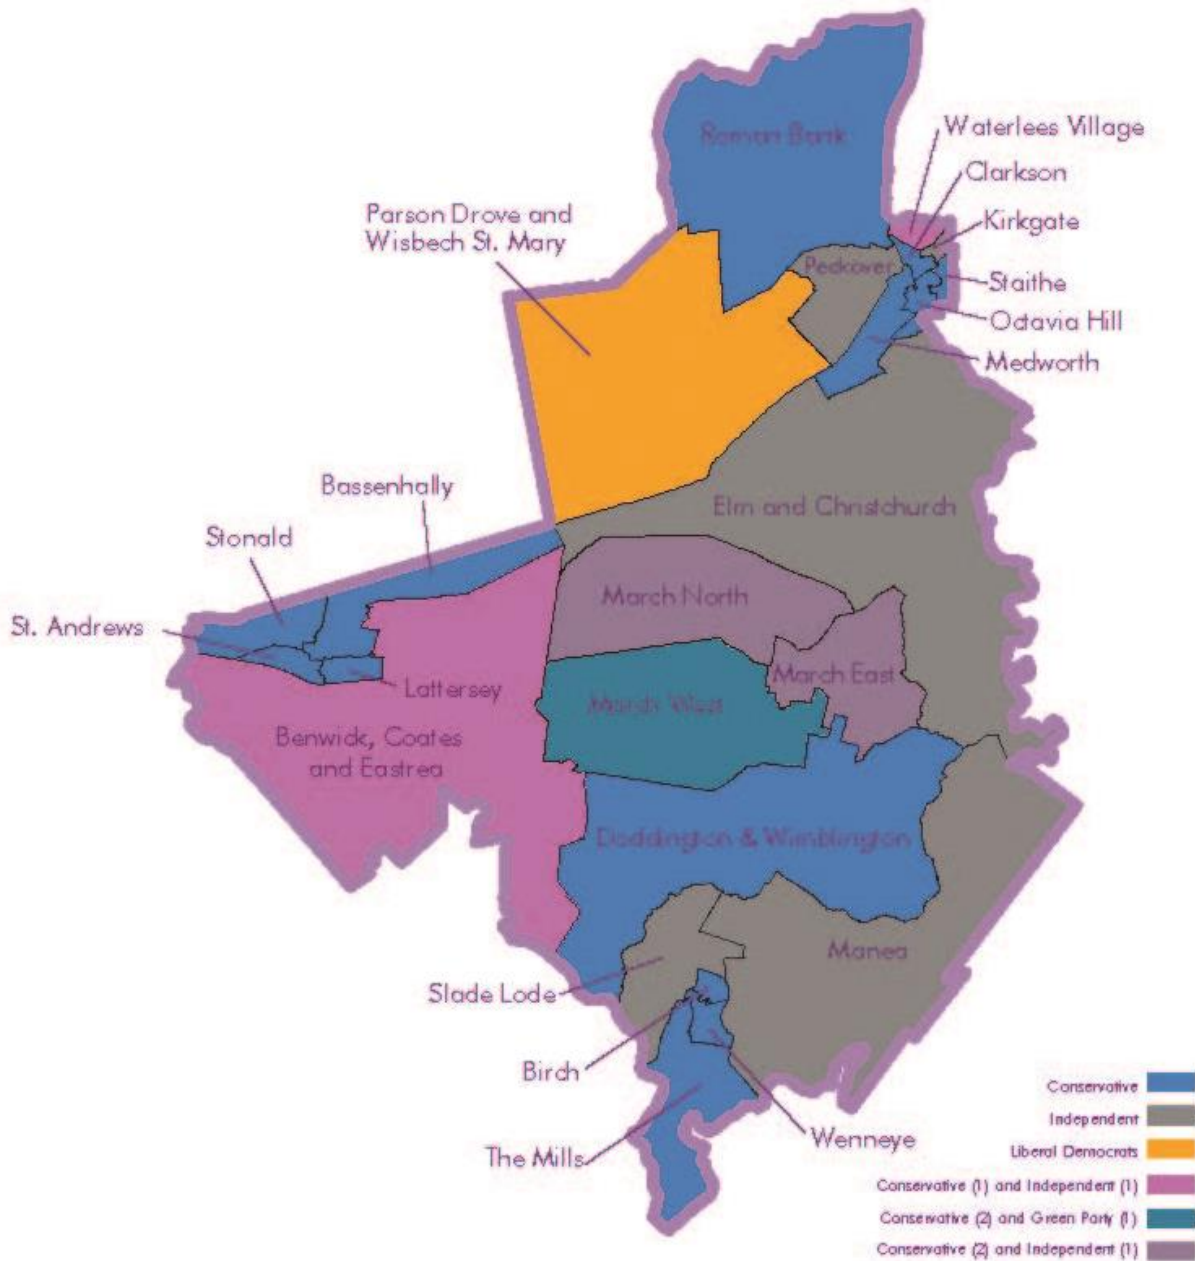 Roman Bank
Waterlees Village
Clarkson
Kirkgate
Parson Drove and
Wisbech St. Mary
Peckover
Staithe
Octavia Hill
Medworth
Bassenhally
Elm and Christchurch
Stonald
March North
St. Andrews
Lattersey
March East
March West
Benwick, Coates
and Eastrea
Doddington & Wimblington
Manea
Slade Lode
Birch
Wenneye
The Mills
Conservative
Independent
Liberal Democrats
Conservative (1) and Independent (1)
Conservative (2) and Green Party (1)
Conservative (2) and Independent (1)